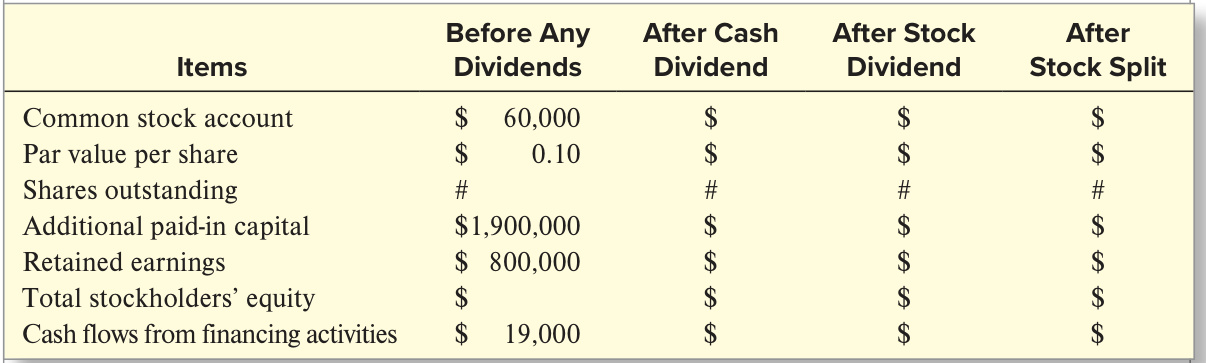 Items Before Any Dividends After Cash Dividend After Stock Dividend After Stock Split
Common stock account $ 60,000 $ $ $
Par value per share $ 0.10 $ $ $
Shares outstanding # # # #
Additional paid-in capital $1,900,000 $ $ $
Retained earnings $ 800,000 $ $ $
Total stockholders’ equity $ $ $ $
Cash flows from financing activities $ 19,000 $ $ $